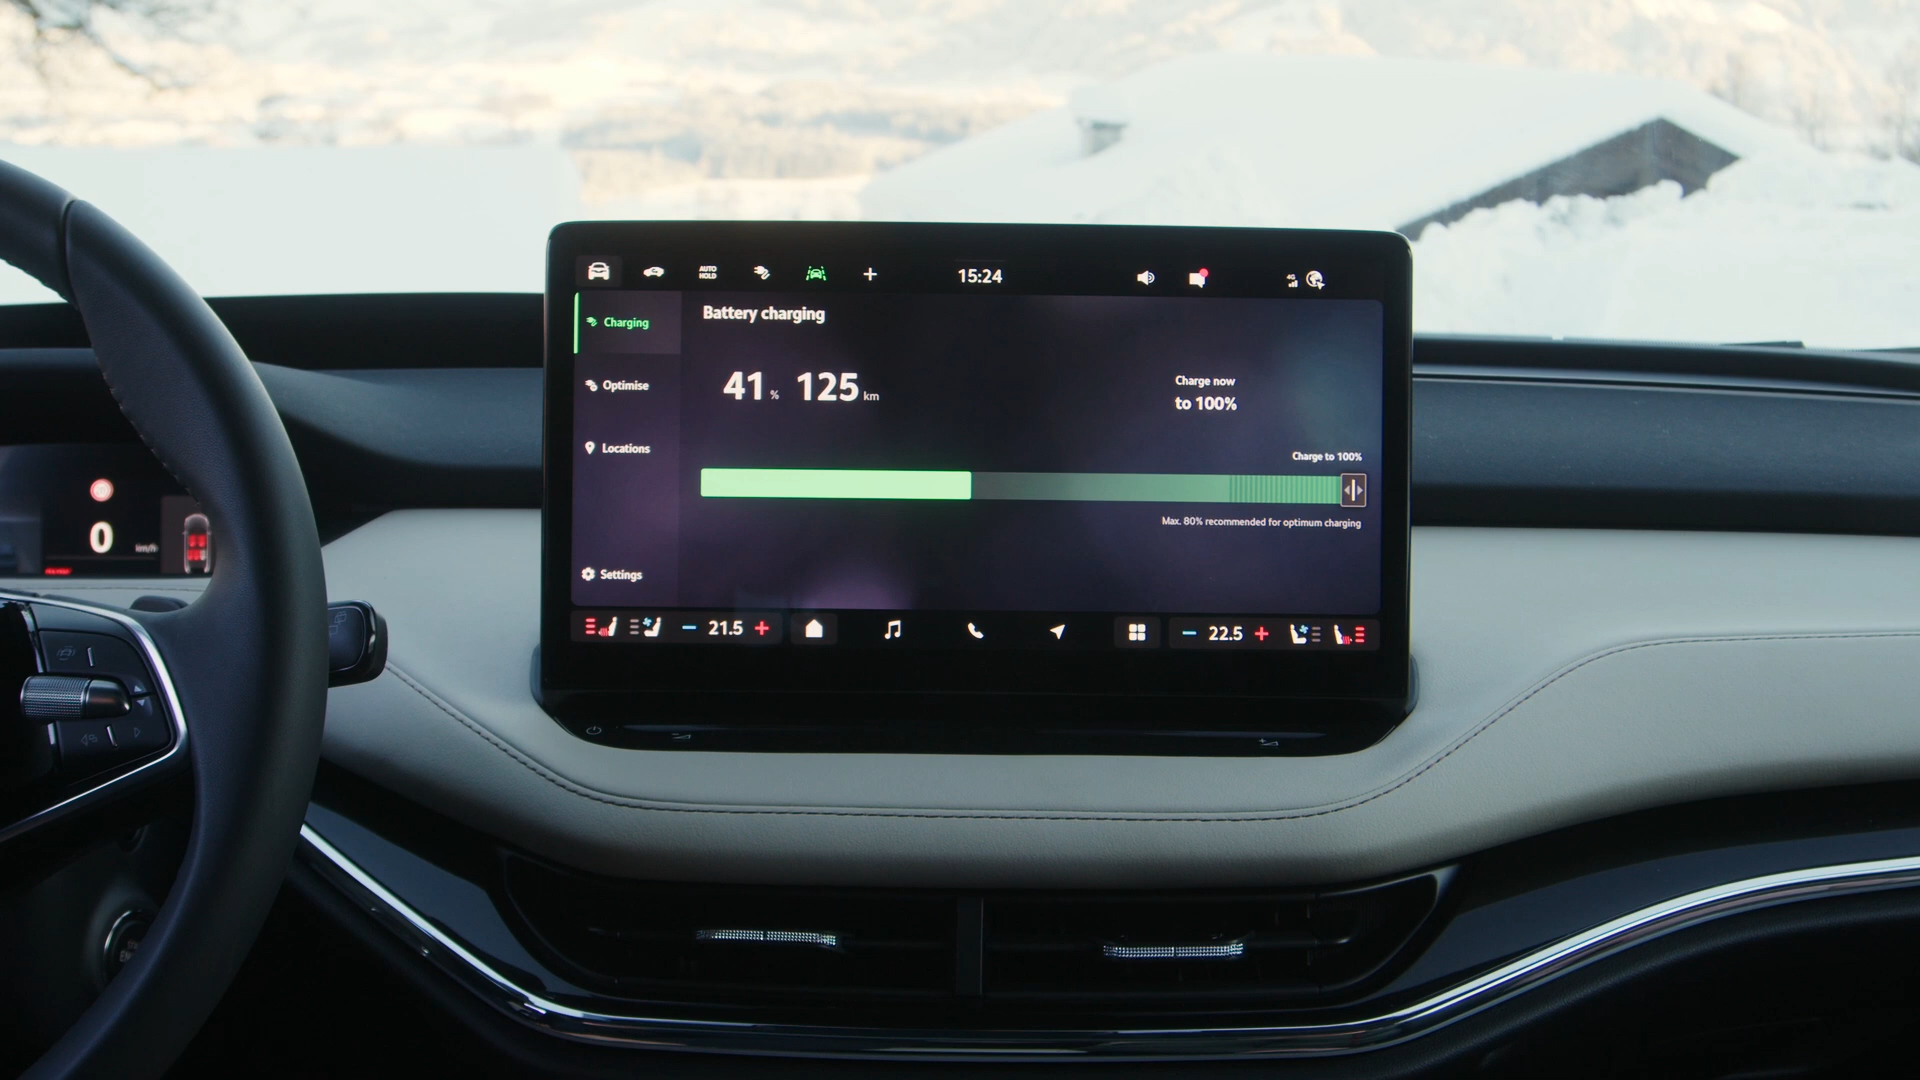 AUTO
HOLD
15:24
4G
Charging
Battery charging
Optimise
41 % 125 km
Charge now
to 100%
Locations
Charge to 100%
Max. 80% recommended for optimum charging
0 km/h
Settings
21.5
22.5